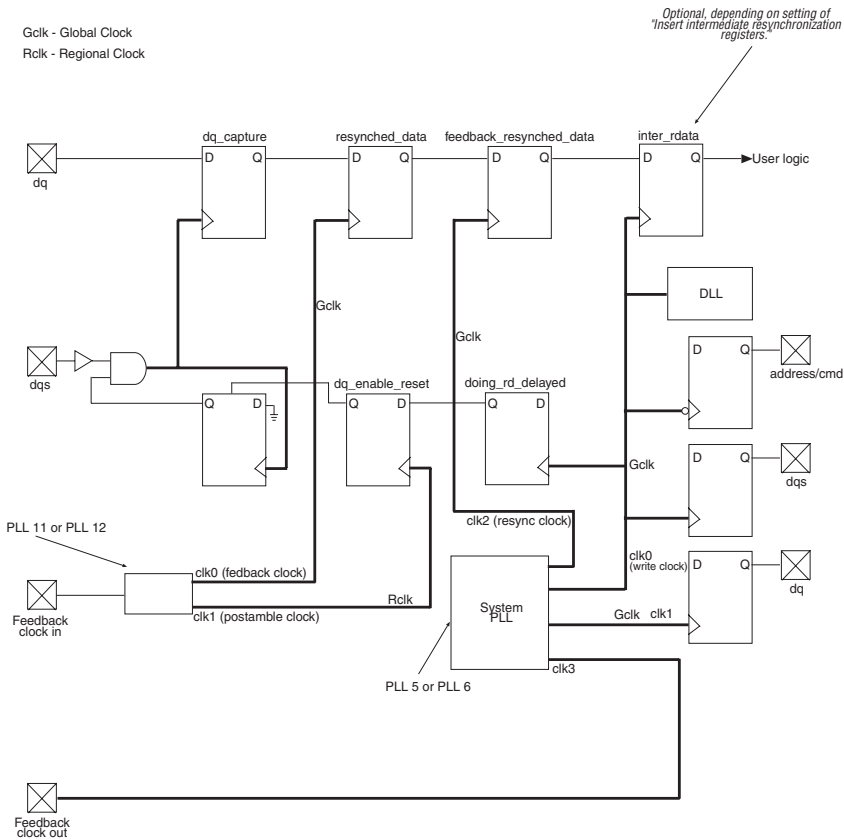 Optional, depending on setting of
"Insert intermediate resynchronization
registers."
Gclk - Global Clock
Rclk - Regional Clock
dq_capture
resynched_data
feedback_resynched_data
inter_rdata
D Q
D Q
D Q
D Q
User logic
dq
Gclk
DLL
Gclk
D Q
address/cmd
dqs
dq_enable_reset
doing_rd_delayed
Q D
Q D
Q D
D Q
dqs
Gclk
PLL 11 or PLL 12
clk2 (resync clock)
clk0
(write clock)
D Q
dq
clk0 (fedback clock)
Rclk
clk1 (postamble clock)
Feedback
clock in
System
PLL
Gclk clk1
clk3
PLL 5 or PLL 6
Feedback
clock out